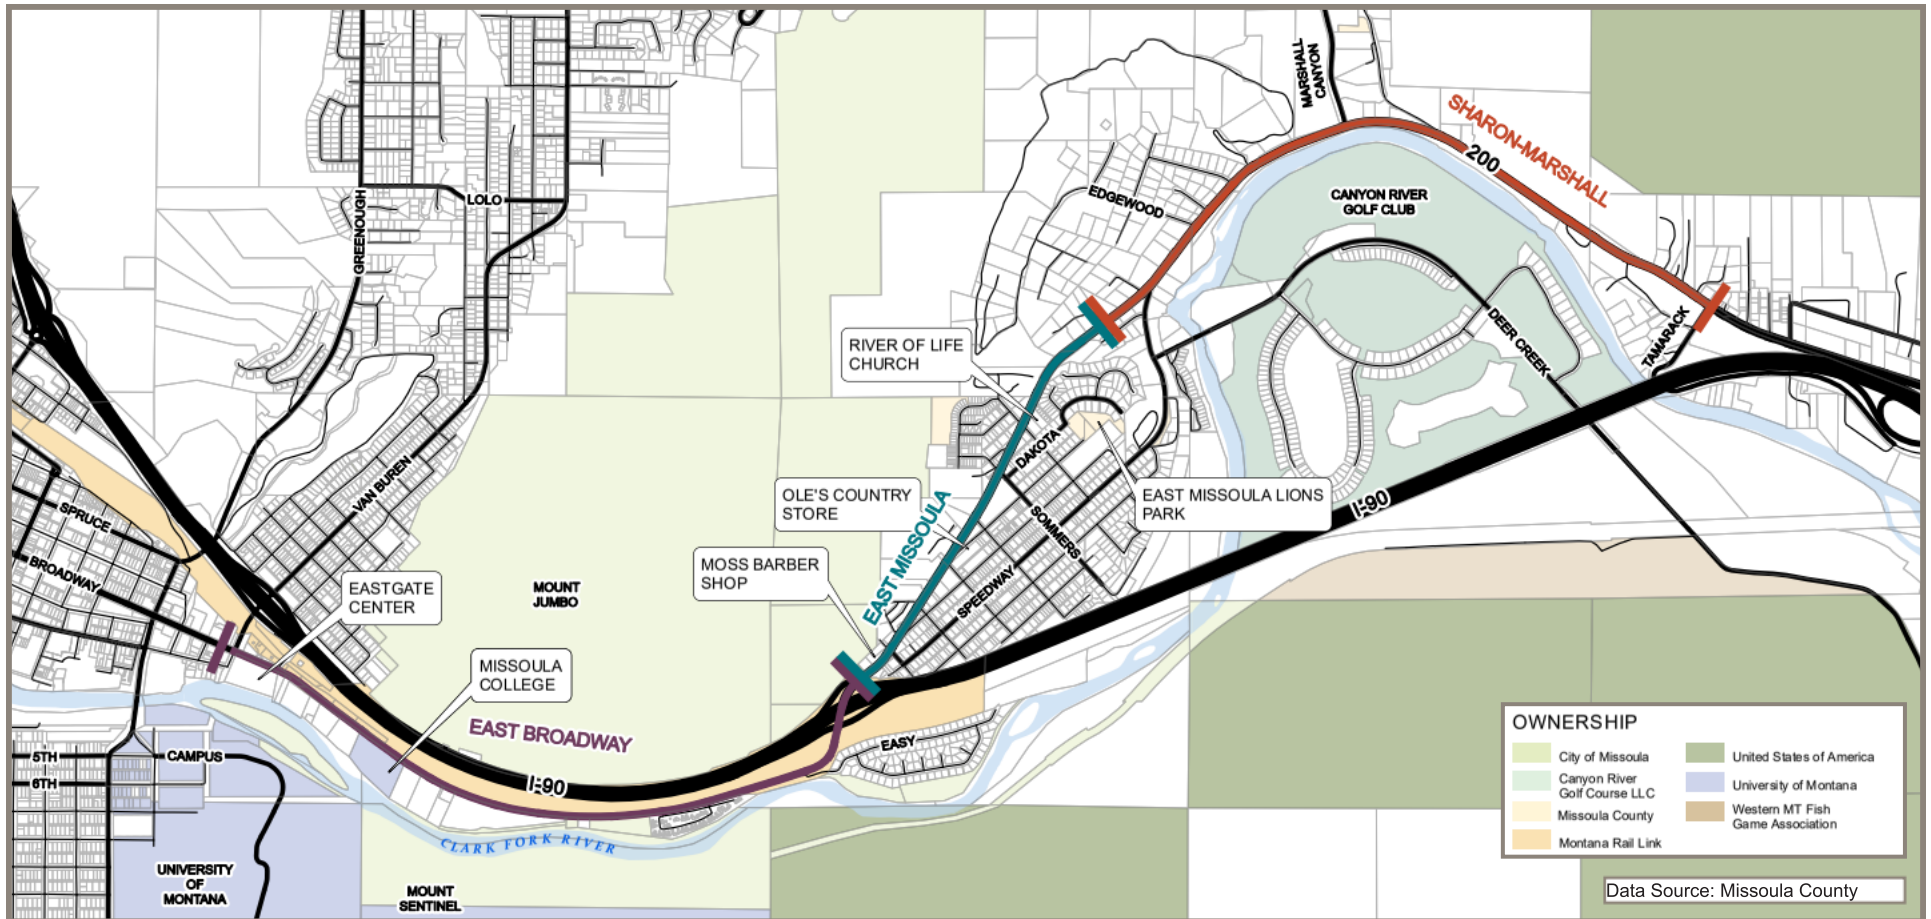 MARSHALL
CANYON
SHARON-MARSHALL
200
CANYON RIVER
GOLF CLUB
EDGEWOOD
LOLO
GREENOUGH
DEER CREEK
TAMARACK
RIVER OF LIFE
CHURCH
DAKOTA
VAN BUREN
OLE'S COUNTRY
STORE
EAST MISSOULA
EAST MISSOULA LIONS
PARK
I-90
SOMMERS
SPRUCE
BROADWAY
MOSS BARBER
SHOP
SPEEDWAY
EASTGATE
CENTER
MOUNT
JUMBO
MISSOULA
COLLEGE
EAST BROADWAY
EASY
5TH
CAMPUS
6TH
I-90
CLARK FORK RIVER
UNIVERSITY
OF
MONTANA
MOUNT
SENTINEL
OWNERSHIP
City of Missoula
Canyon River
Golf Course LLC
Missoula County
Montana Rail Link
United States of America
University of Montana
Western MT Fish
Game Association
Data Source: Missoula County